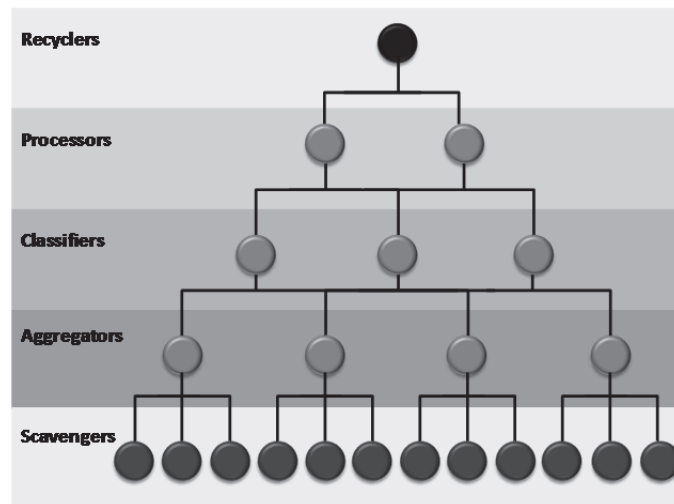 Recyclers
Processors
Classifiers
Aggregators
Scavengers